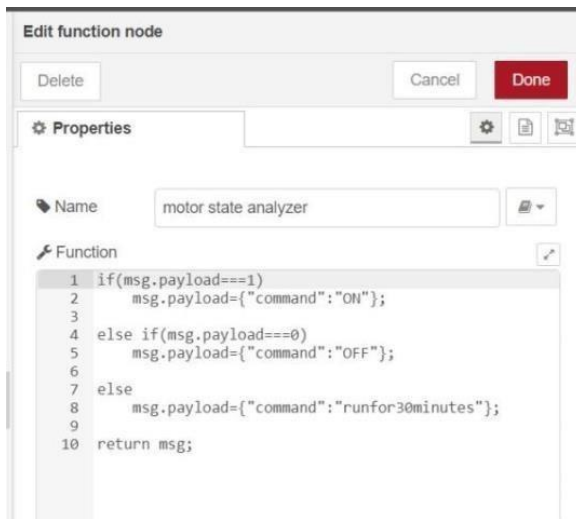 Edit function node
Delete Cancel Done
Properties
Name motor state analyzer
Function
1 if(msg.payload===1)
2     msg.payload={"command":"ON"};
3
4 else if(msg.payload===0)
5     msg.payload={"command":"OFF"};
6
7 else
8     msg.payload={"command":"runfor30minutes"};
9
10 return msg;